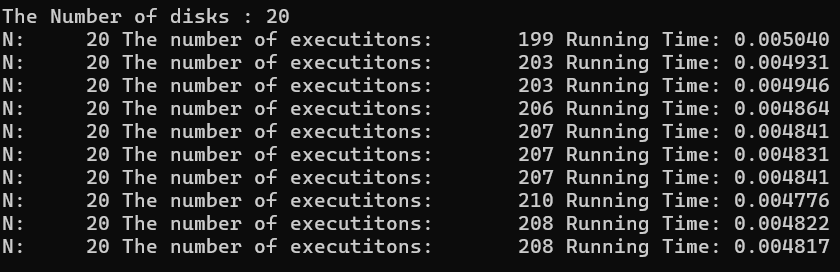 The Number of disks : 20
N:     20 The number of executitons:       199 Running Time: 0.005040
N:     20 The number of executitons:       203 Running Time: 0.004931
N:     20 The number of executitons:       203 Running Time: 0.004946
N:     20 The number of executitons:       206 Running Time: 0.004864
N:     20 The number of executitons:       207 Running Time: 0.004841
N:     20 The number of executitons:       207 Running Time: 0.004831
N:     20 The number of executitons:       207 Running Time: 0.004841
N:     20 The number of executitons:       210 Running Time: 0.004776
N:     20 The number of executitons:       208 Running Time: 0.004822
N:     20 The number of executitons:       208 Running Time: 0.004817